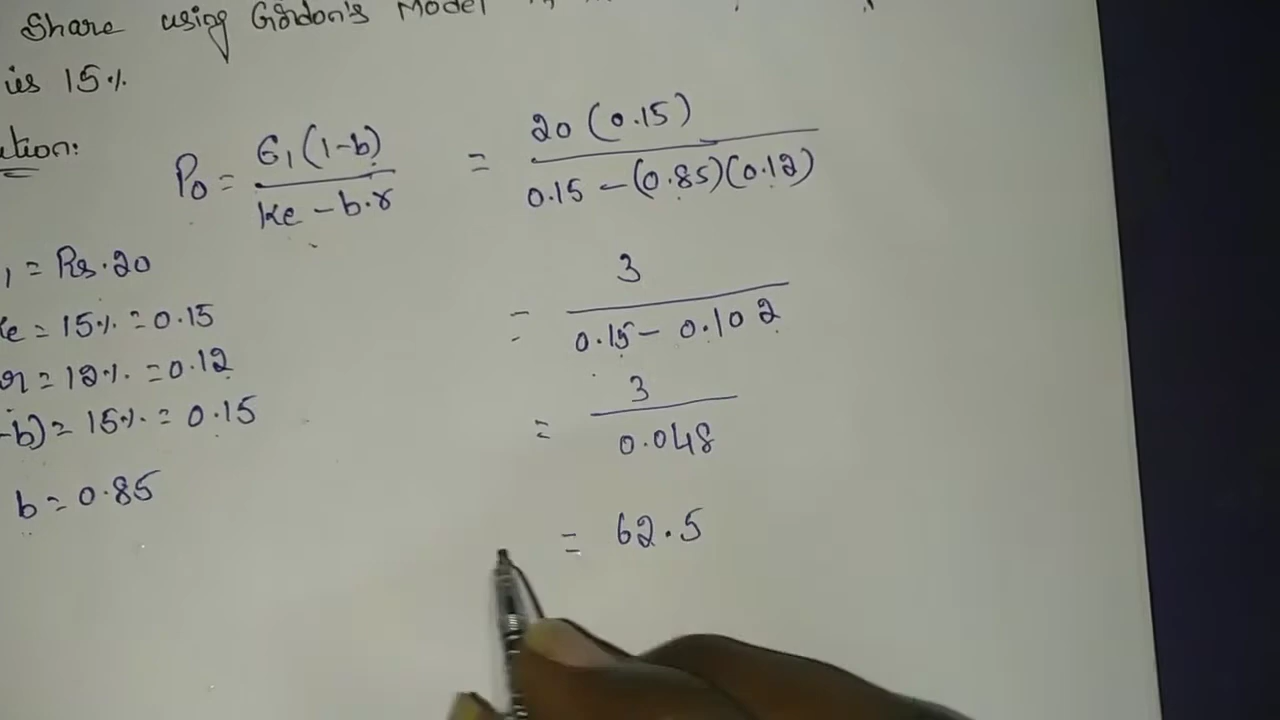 Share using Gordon's Model
is 15%
ution:
P0 = E1(1-b) / ke - b.r = 20(0.15) / 0.15 - (0.85)(0.12)
1 = Rs.20
ke = 15% = 0.15
r = 12% = 0.12
-b) = 15% = 0.15
b = 0.85
= 3 / 0.15 - 0.102
= 3 / 0.048
= 62.5